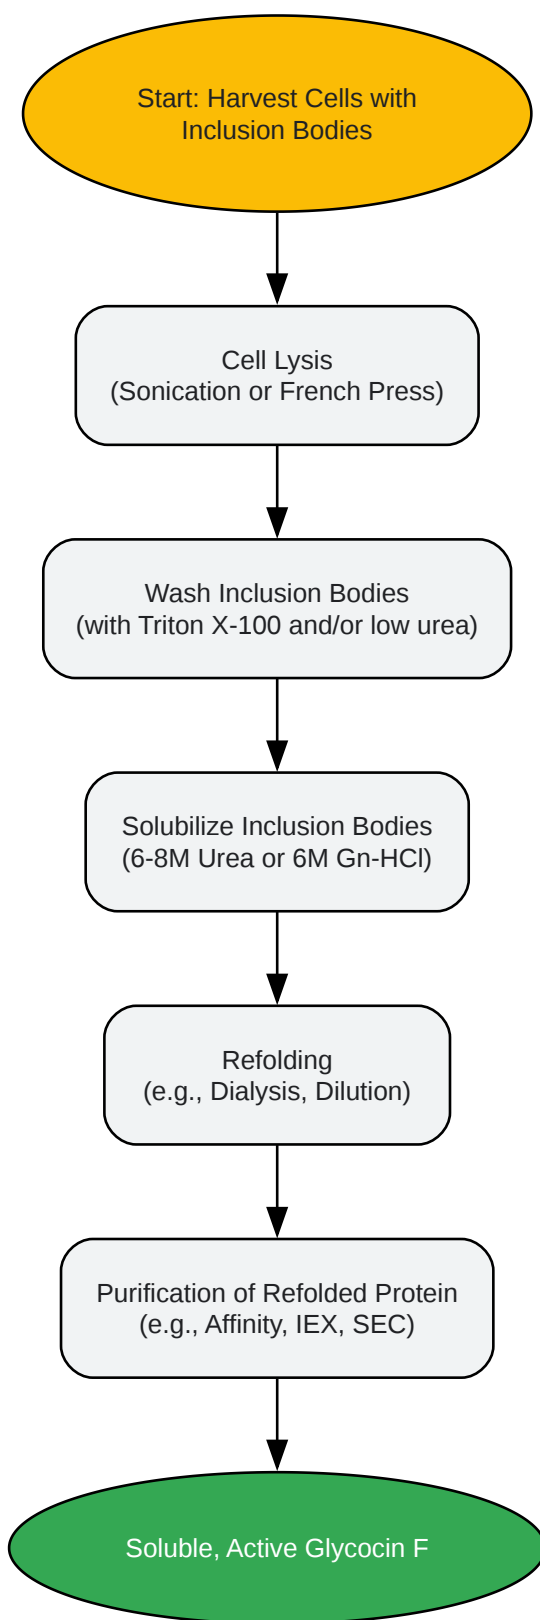 Start: Harvest Cells with
Inclusion Bodies
Cell Lysis
(Sonication or French Press)
Wash Inclusion Bodies
(with Triton X-100 and/or low urea)
Solubilize Inclusion Bodies
(6-8M Urea or 6M Gn-HCl)
Refolding
(e.g., Dialysis, Dilution)
Purification of Refolded Protein
(e.g., Affinity, IEX, SEC)
Soluble, Active Glycocin F